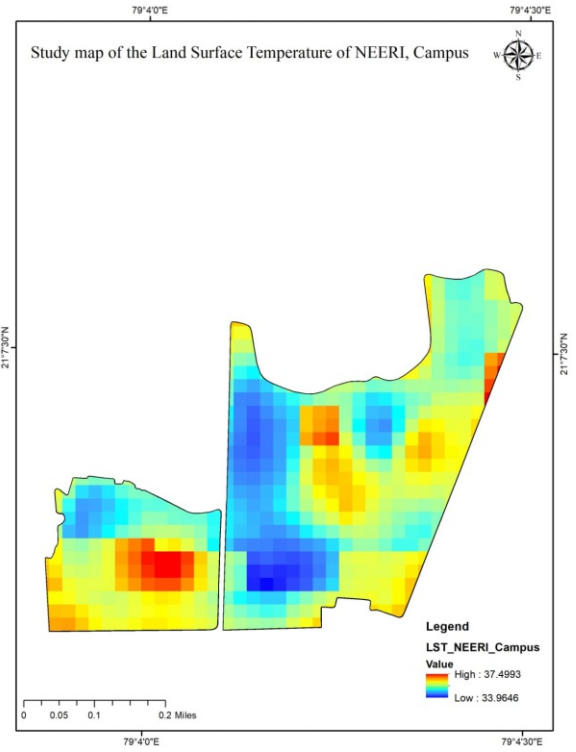 79°4'0"E
79°4'30"E
Study map of the Land Surface Temperature of NEERI, Campus
N
W
E
S
21°7'30"N
21°7'30"N
Legend
LST_NEERI_Campus
Value
High : 37.4993
Low : 33.9646
0 0.05 0.1 0.2 Miles
79°4'0"E
79°4'30"E